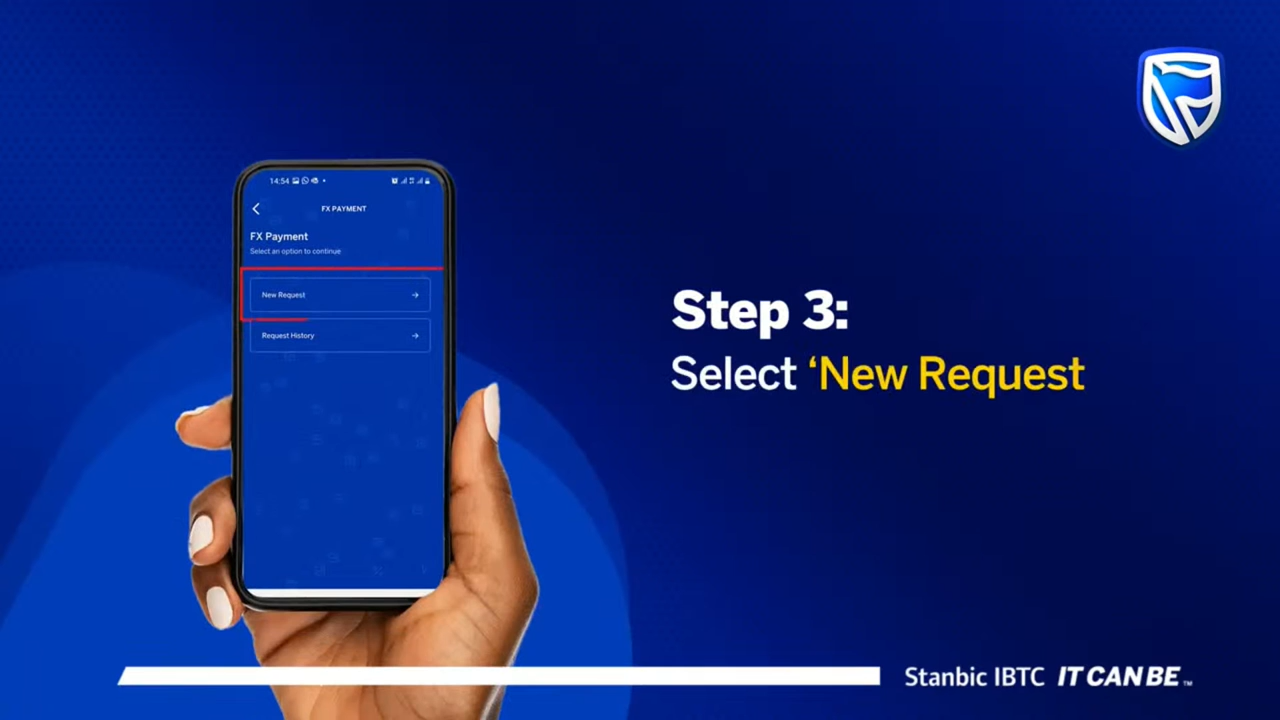 14:54
FX PAYMENT
FX Payment
Select an option to continue
New Request
Request History
Step 3:
Select ‘New Request
Stanbic IBTC IT CAN BE™